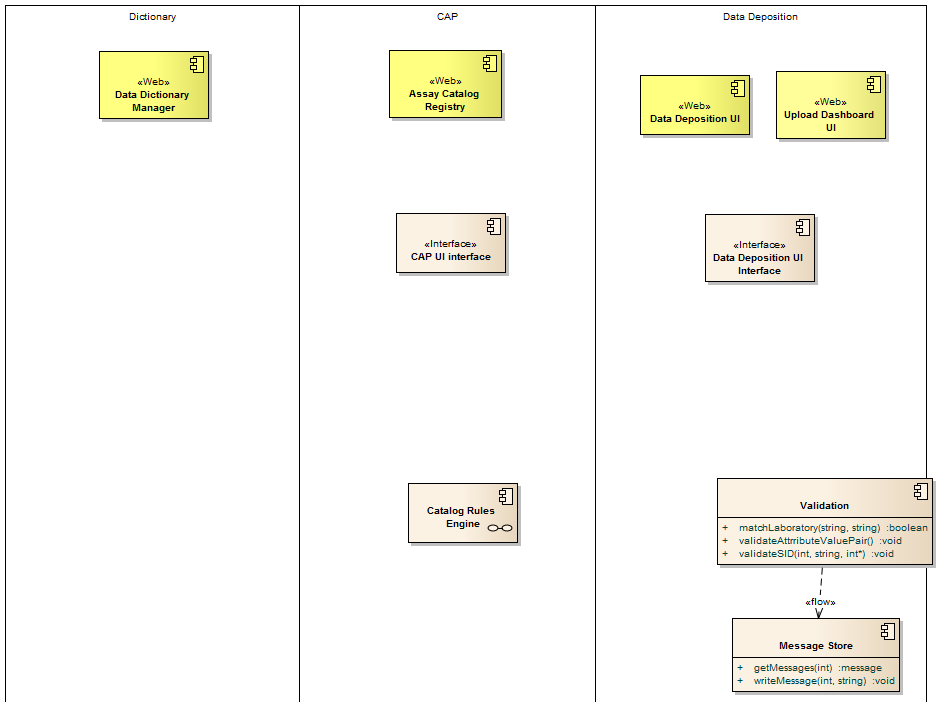 Dictionary
CAP
Data Deposition
«Web»
Data Dictionary
Manager
«Web»
Assay Catalog
Registry
«Web»
Data Deposition UI
«Web»
Upload Dashboard
UI
«Interface»
CAP UI interface
«Interface»
Data Deposition UI
Interface
Catalog Rules
Engine
Validation
+ matchLaboratory(string, string) :boolean
+ validateAttrributeValuePair() :void
+ validateSID(int, string, int*) :void
«flow»
Message Store
+ getMessages(int) :message
+ writeMessage(int, string) :void